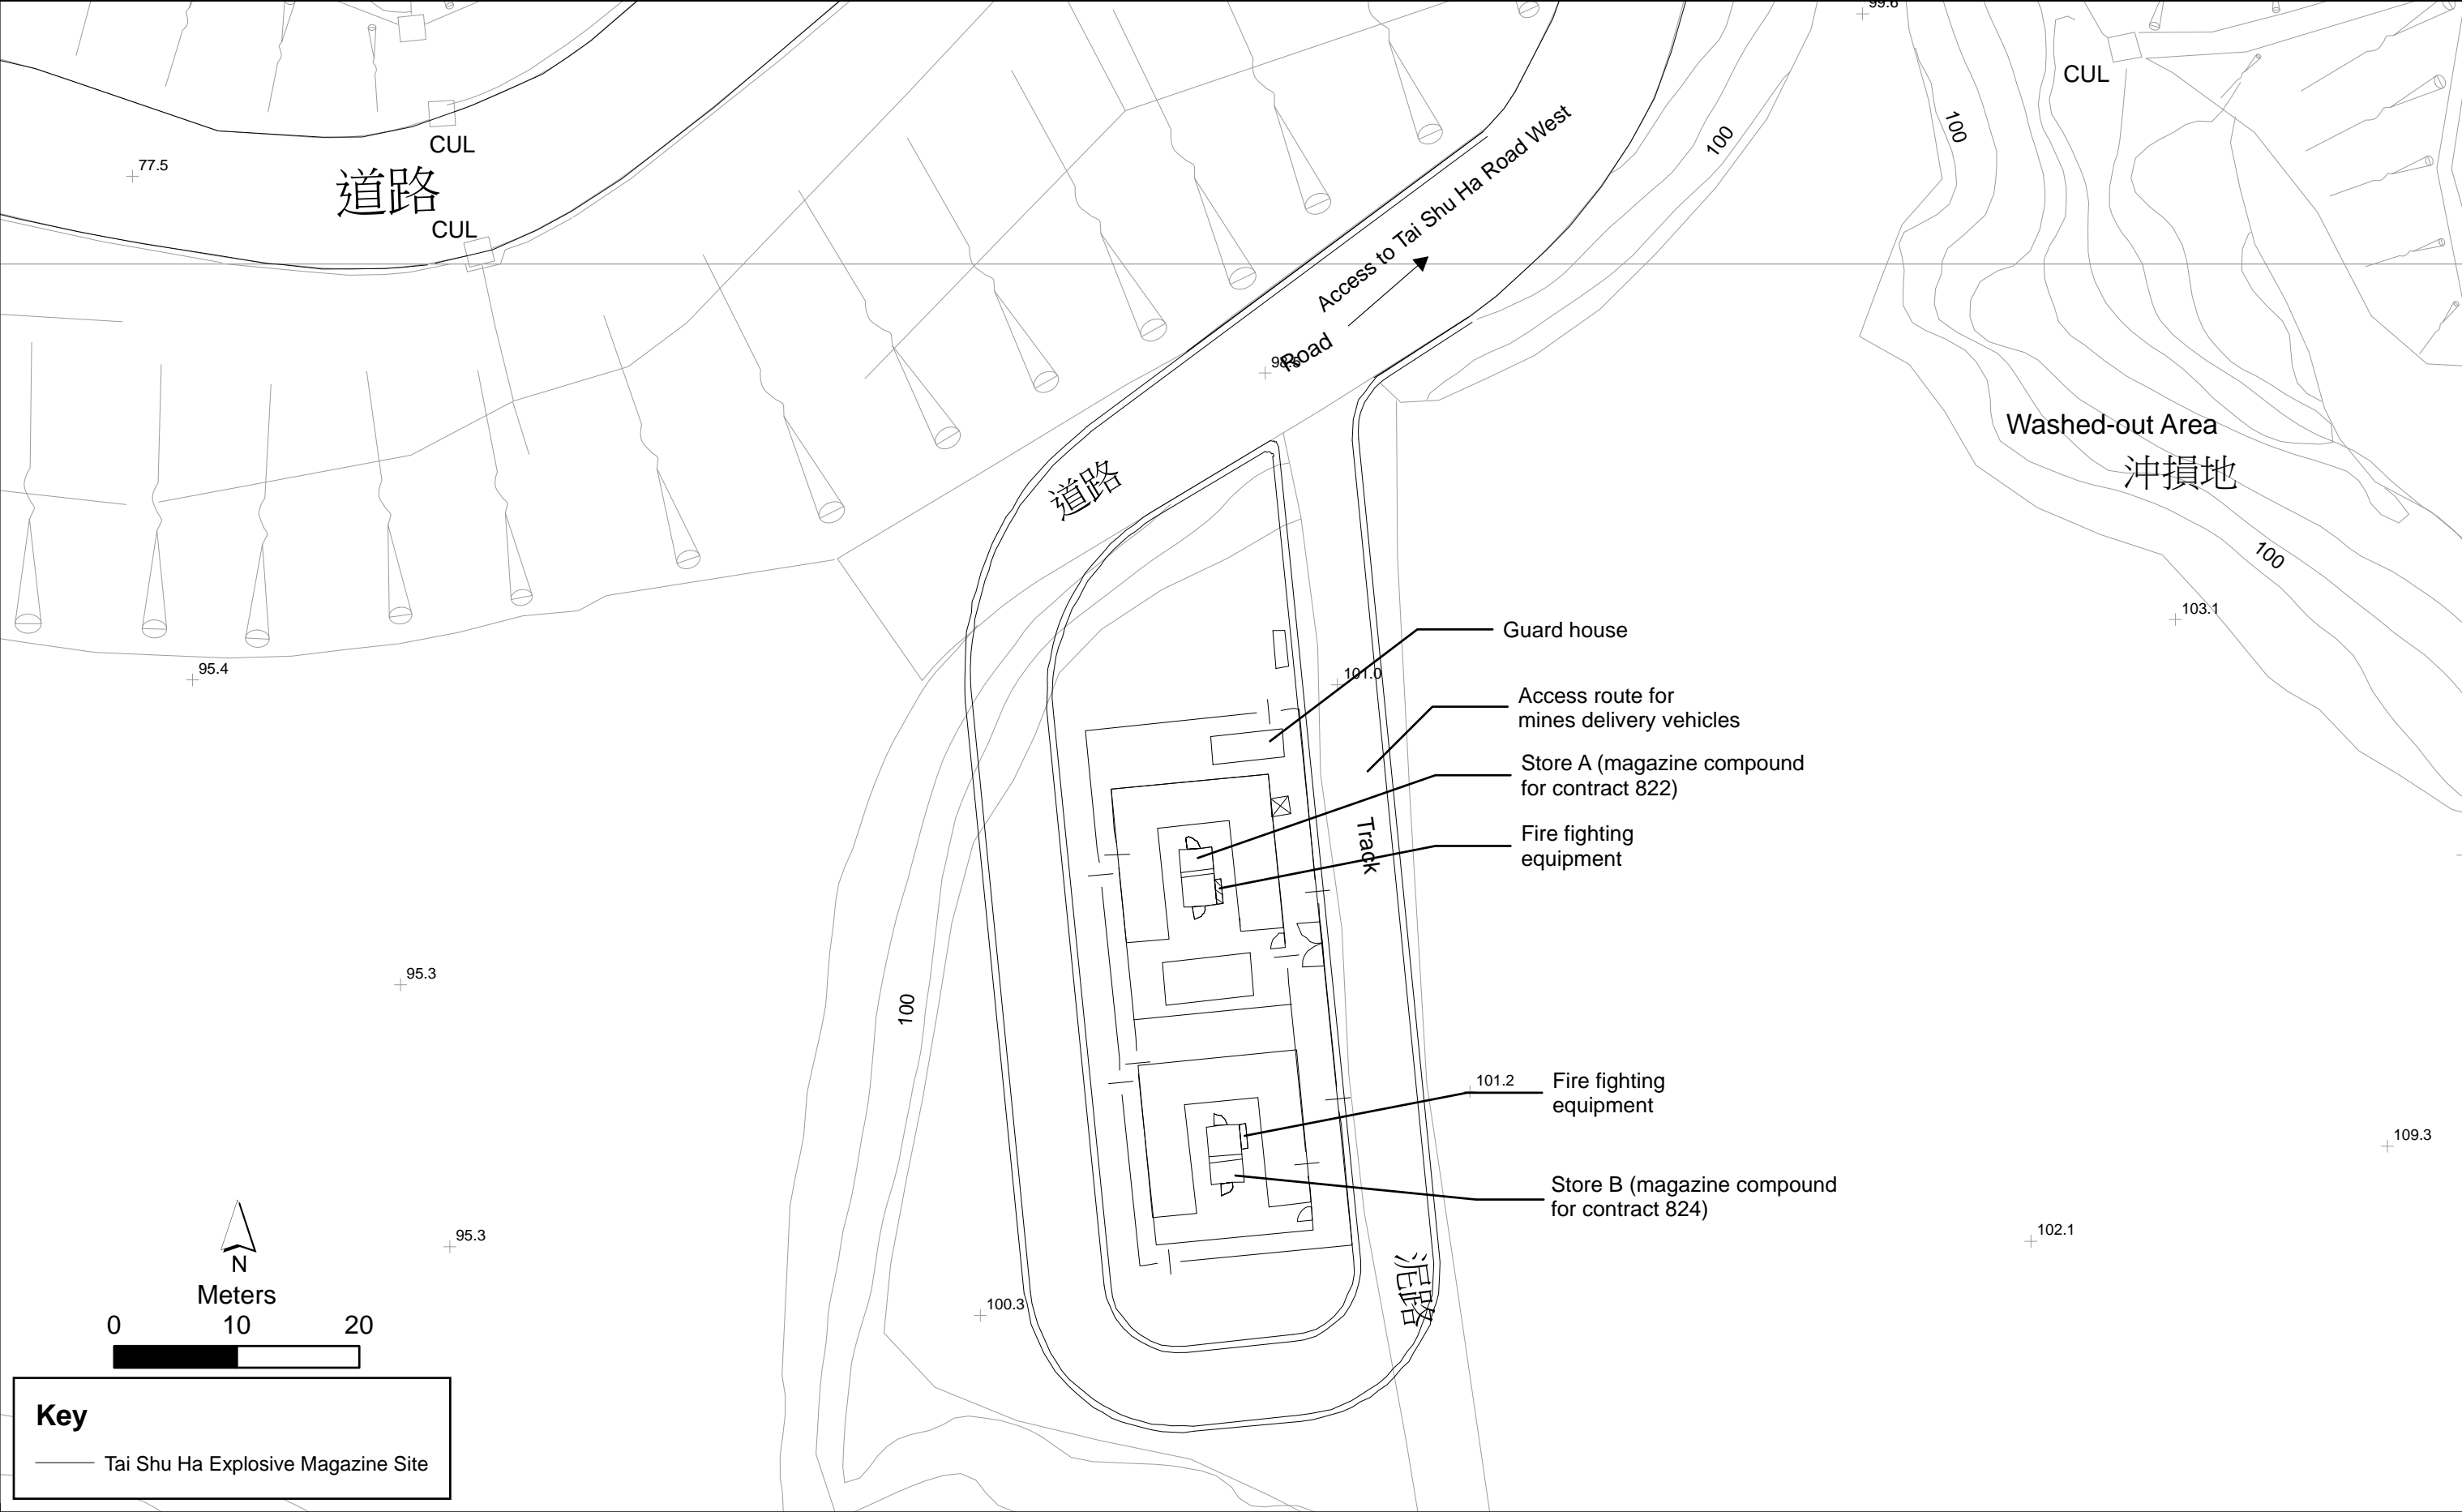 99.6
CUL
100
100
77.5
CUL
道路
CUL
Access to Tai Shu Ha Road West
Road
98.5
道路
Washed-out Area
沖損地
100
103.1
95.4
Guard house
101.0
Access route for
mines delivery vehicles
Store A (magazine compound
for contract 822)
Track
Fire fighting
equipment
95.3
100
101.2
Fire fighting
equipment
109.3
Store B (magazine compound
for contract 824)
102.1
95.3
泥路
100.3
N
Meters
0 10 20
Key
Tai Shu Ha Explosive Magazine Site